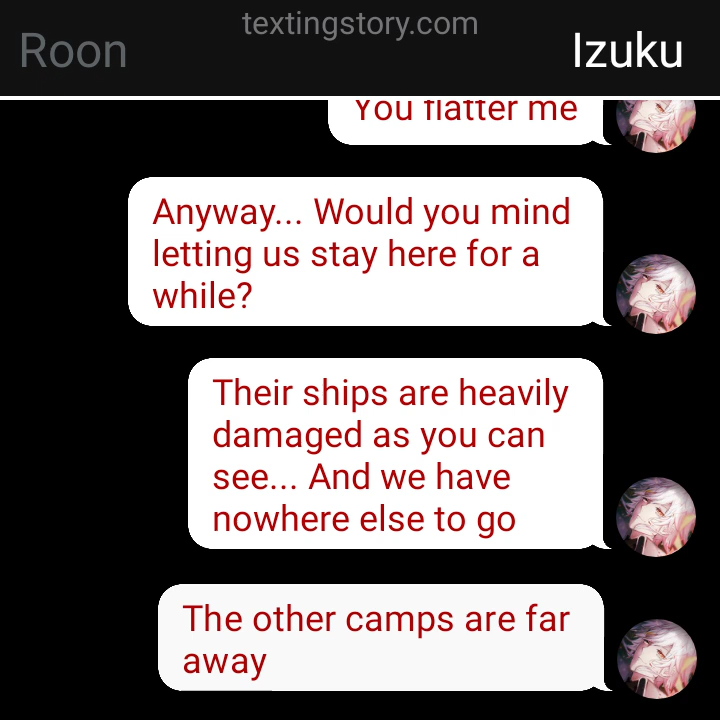 textingstory.com
Roon
Izuku
You flatter me
Anyway... Would you mind
letting us stay here for a
while?
Their ships are heavily
damaged as you can
see... And we have
nowhere else to go
The other camps are far
away